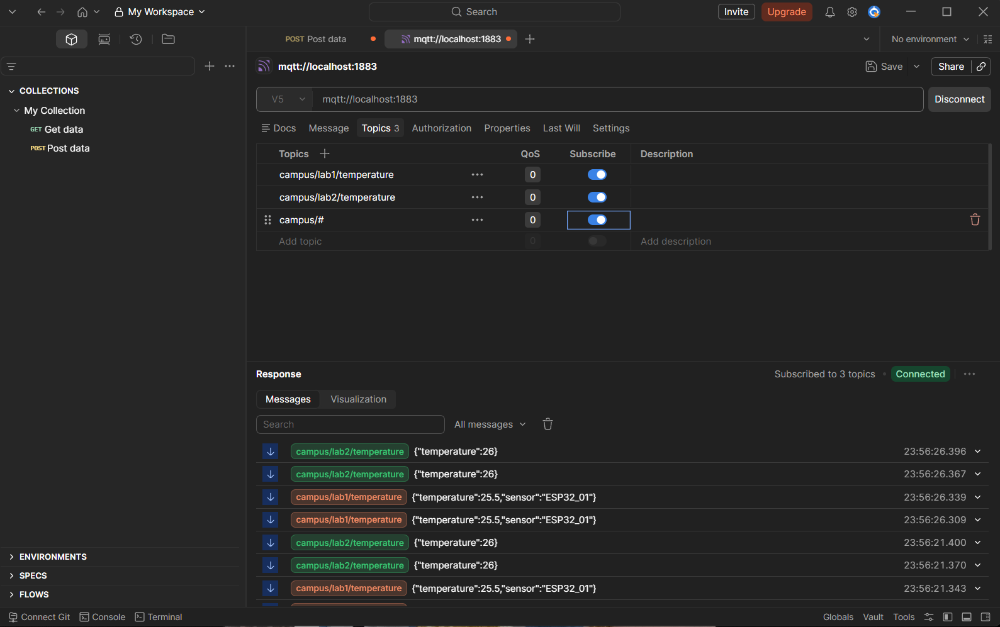 My Workspace
Search
Invite
Upgrade
POST Post data
mqtt://localhost:1883
No environment
mqtt://localhost:1883
Save
Share
COLLECTIONS
My Collection
GET Get data
POST Post data
V5
mqtt://localhost:1883
Disconnect
Docs Message Topics 3 Authorization Properties Last Will Settings
Topics QoS Subscribe Description
campus/lab1/temperature 0
campus/lab2/temperature 0
campus/# 0
Add topic 0 Add description
Response
Subscribed to 3 topics
Connected
Messages Visualization
Search
All messages
campus/lab2/temperature {"temperature":26} 23:56:26.396
campus/lab2/temperature {"temperature":26} 23:56:26.367
campus/lab1/temperature {"temperature":25.5,"sensor":"ESP32_01"} 23:56:26.339
campus/lab1/temperature {"temperature":25.5,"sensor":"ESP32_01"} 23:56:26.309
campus/lab2/temperature {"temperature":26} 23:56:21.400
campus/lab2/temperature {"temperature":26} 23:56:21.370
campus/lab1/temperature {"temperature":25.5,"sensor":"ESP32_01"} 23:56:21.343
ENVIRONMENTS
SPECS
FLOWS
Connect Git Console Terminal
Globals Vault Tools